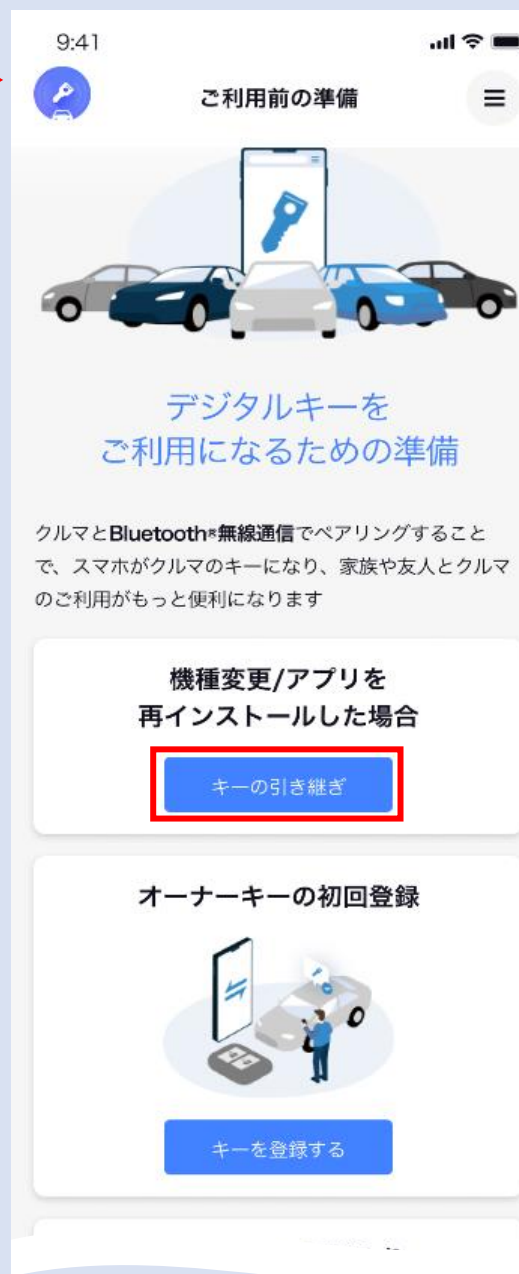 9:41
ご利用前の準備
デジタルキーを
ご利用になるための準備
クルマとBluetooth®無線通信でペアリングすること
で、スマホがクルマのキーになり、家族や友人とクルマ
のご利用がもっと便利になります
機種変更/アプリを
再インストールした場合
キーの引き継ぎ
オーナーキーの初回登録
キーを登録する